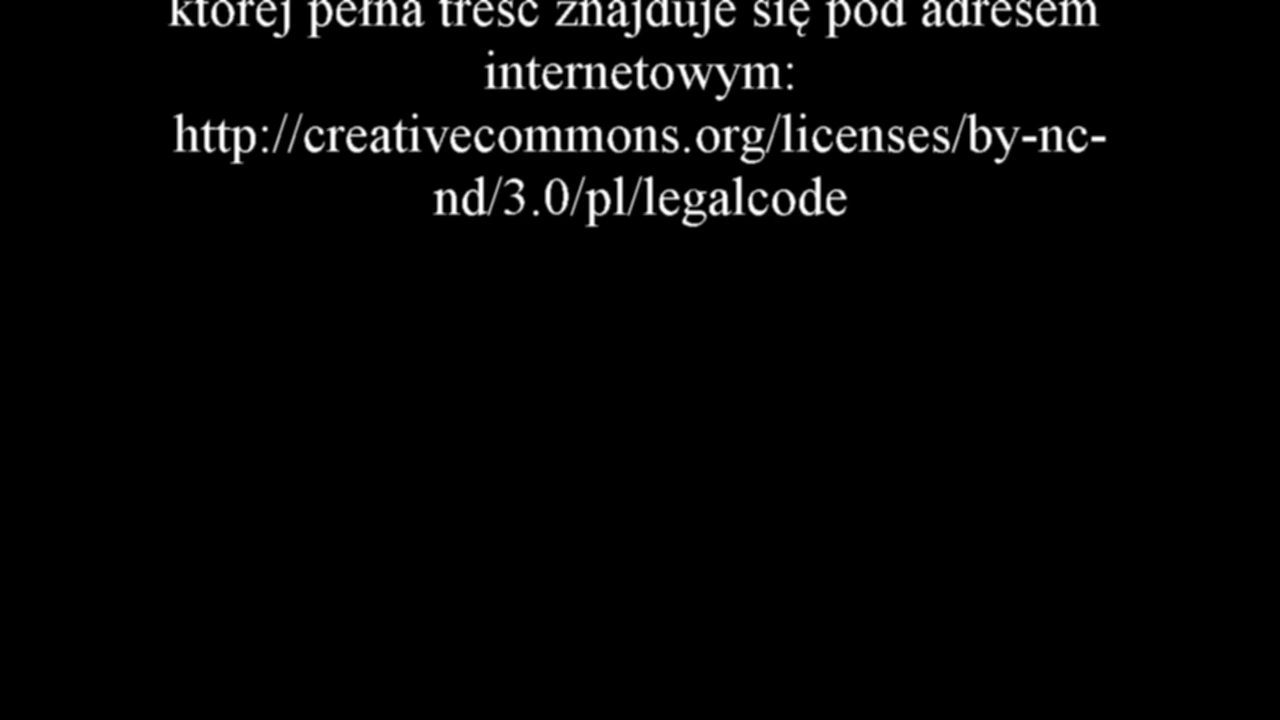 której pełna treść znajduje się pod adresem
internetowym:
http://creativecommons.org/licenses/by-nc-
nd/3.0/pl/legalcode